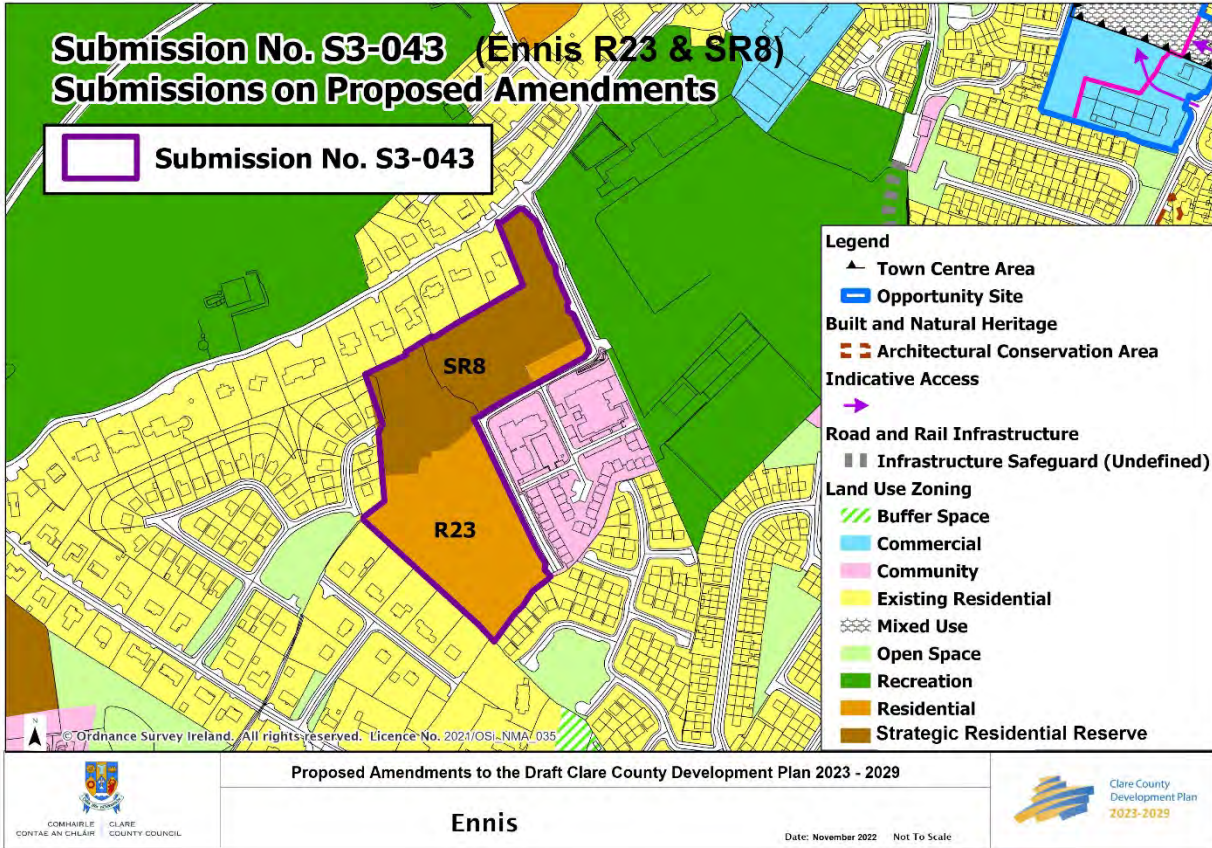 Submission No. S3-043 (Ennis R23 & SR8)
Submissions on Proposed Amendments
Submission No. S3-043
SR8
R23
Legend
Town Centre Area
Opportunity Site
Built and Natural Heritage
Architectural Conservation Area
Indicative Access
Road and Rail Infrastructure
Infrastructure Safeguard (Undefined)
Land Use Zoning
Buffer Space
Commercial
Community
Existing Residential
Mixed Use
Open Space
Recreation
Residential
Strategic Residential Reserve
N
© Ordnance Survey Ireland. All rights reserved. Licence No. 2021/OSi_NMA_035
COMHAIRLE CONTAE AN CHLÁIR
CLARE COUNTY COUNCIL
Proposed Amendments to the Draft Clare County Development Plan 2023 - 2029
Ennis
Date: November 2022 Not To Scale
Clare County
Development Plan
2023-2029